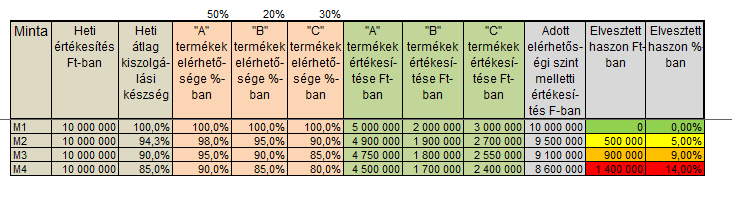 50% 20% 30%
Minta Heti értékesítés Ft-ban Heti átlag kiszolgálási készség "A" termékek elérhetősége %-ban "B" termékek elérhetősége %-ban "C" termékek elérhetősége %-ban "A" termékek értékesítése Ft-ban "B" termékek értékesítése Ft-ban "C" termékek értékesítése Ft-ban Adott elérhetőségi szint melletti értékesítés F-ban Elvesztett haszon Ft-ban Elvesztett haszon %-ban
M1 10 000 000 100,0% 100,0% 100,0% 100,0% 5 000 000 2 000 000 3 000 000 10 000 000 0 0,00%
M2 10 000 000 94,3% 98,0% 95,0% 90,0% 4 900 000 1 900 000 2 700 000 9 500 000 500 000 5,00%
M3 10 000 000 90,0% 95,0% 90,0% 85,0% 4 750 000 1 800 000 2 550 000 9 100 000 900 000 9,00%
M4 10 000 000 85,0% 90,0% 85,0% 80,0% 4 500 000 1 700 000 2 400 000 8 600 000 1 400 000 14,00%